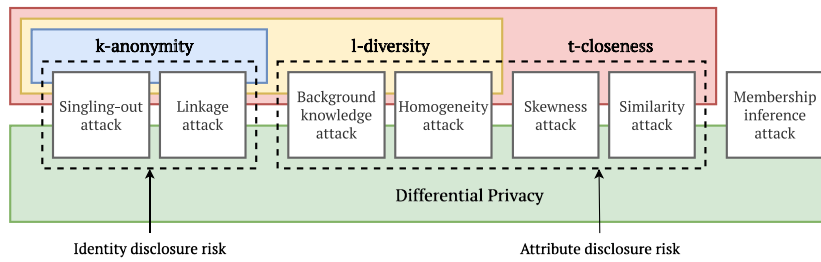 k-anonymity
l-diversity
t-closeness
Singling-out
attack
Linkage
attack
Background
knowledge
attack
Homogeneity
attack
Skewness
attack
Similarity
attack
Membership
inference
attack
Differential Privacy
Identity disclosure risk
Attribute disclosure risk